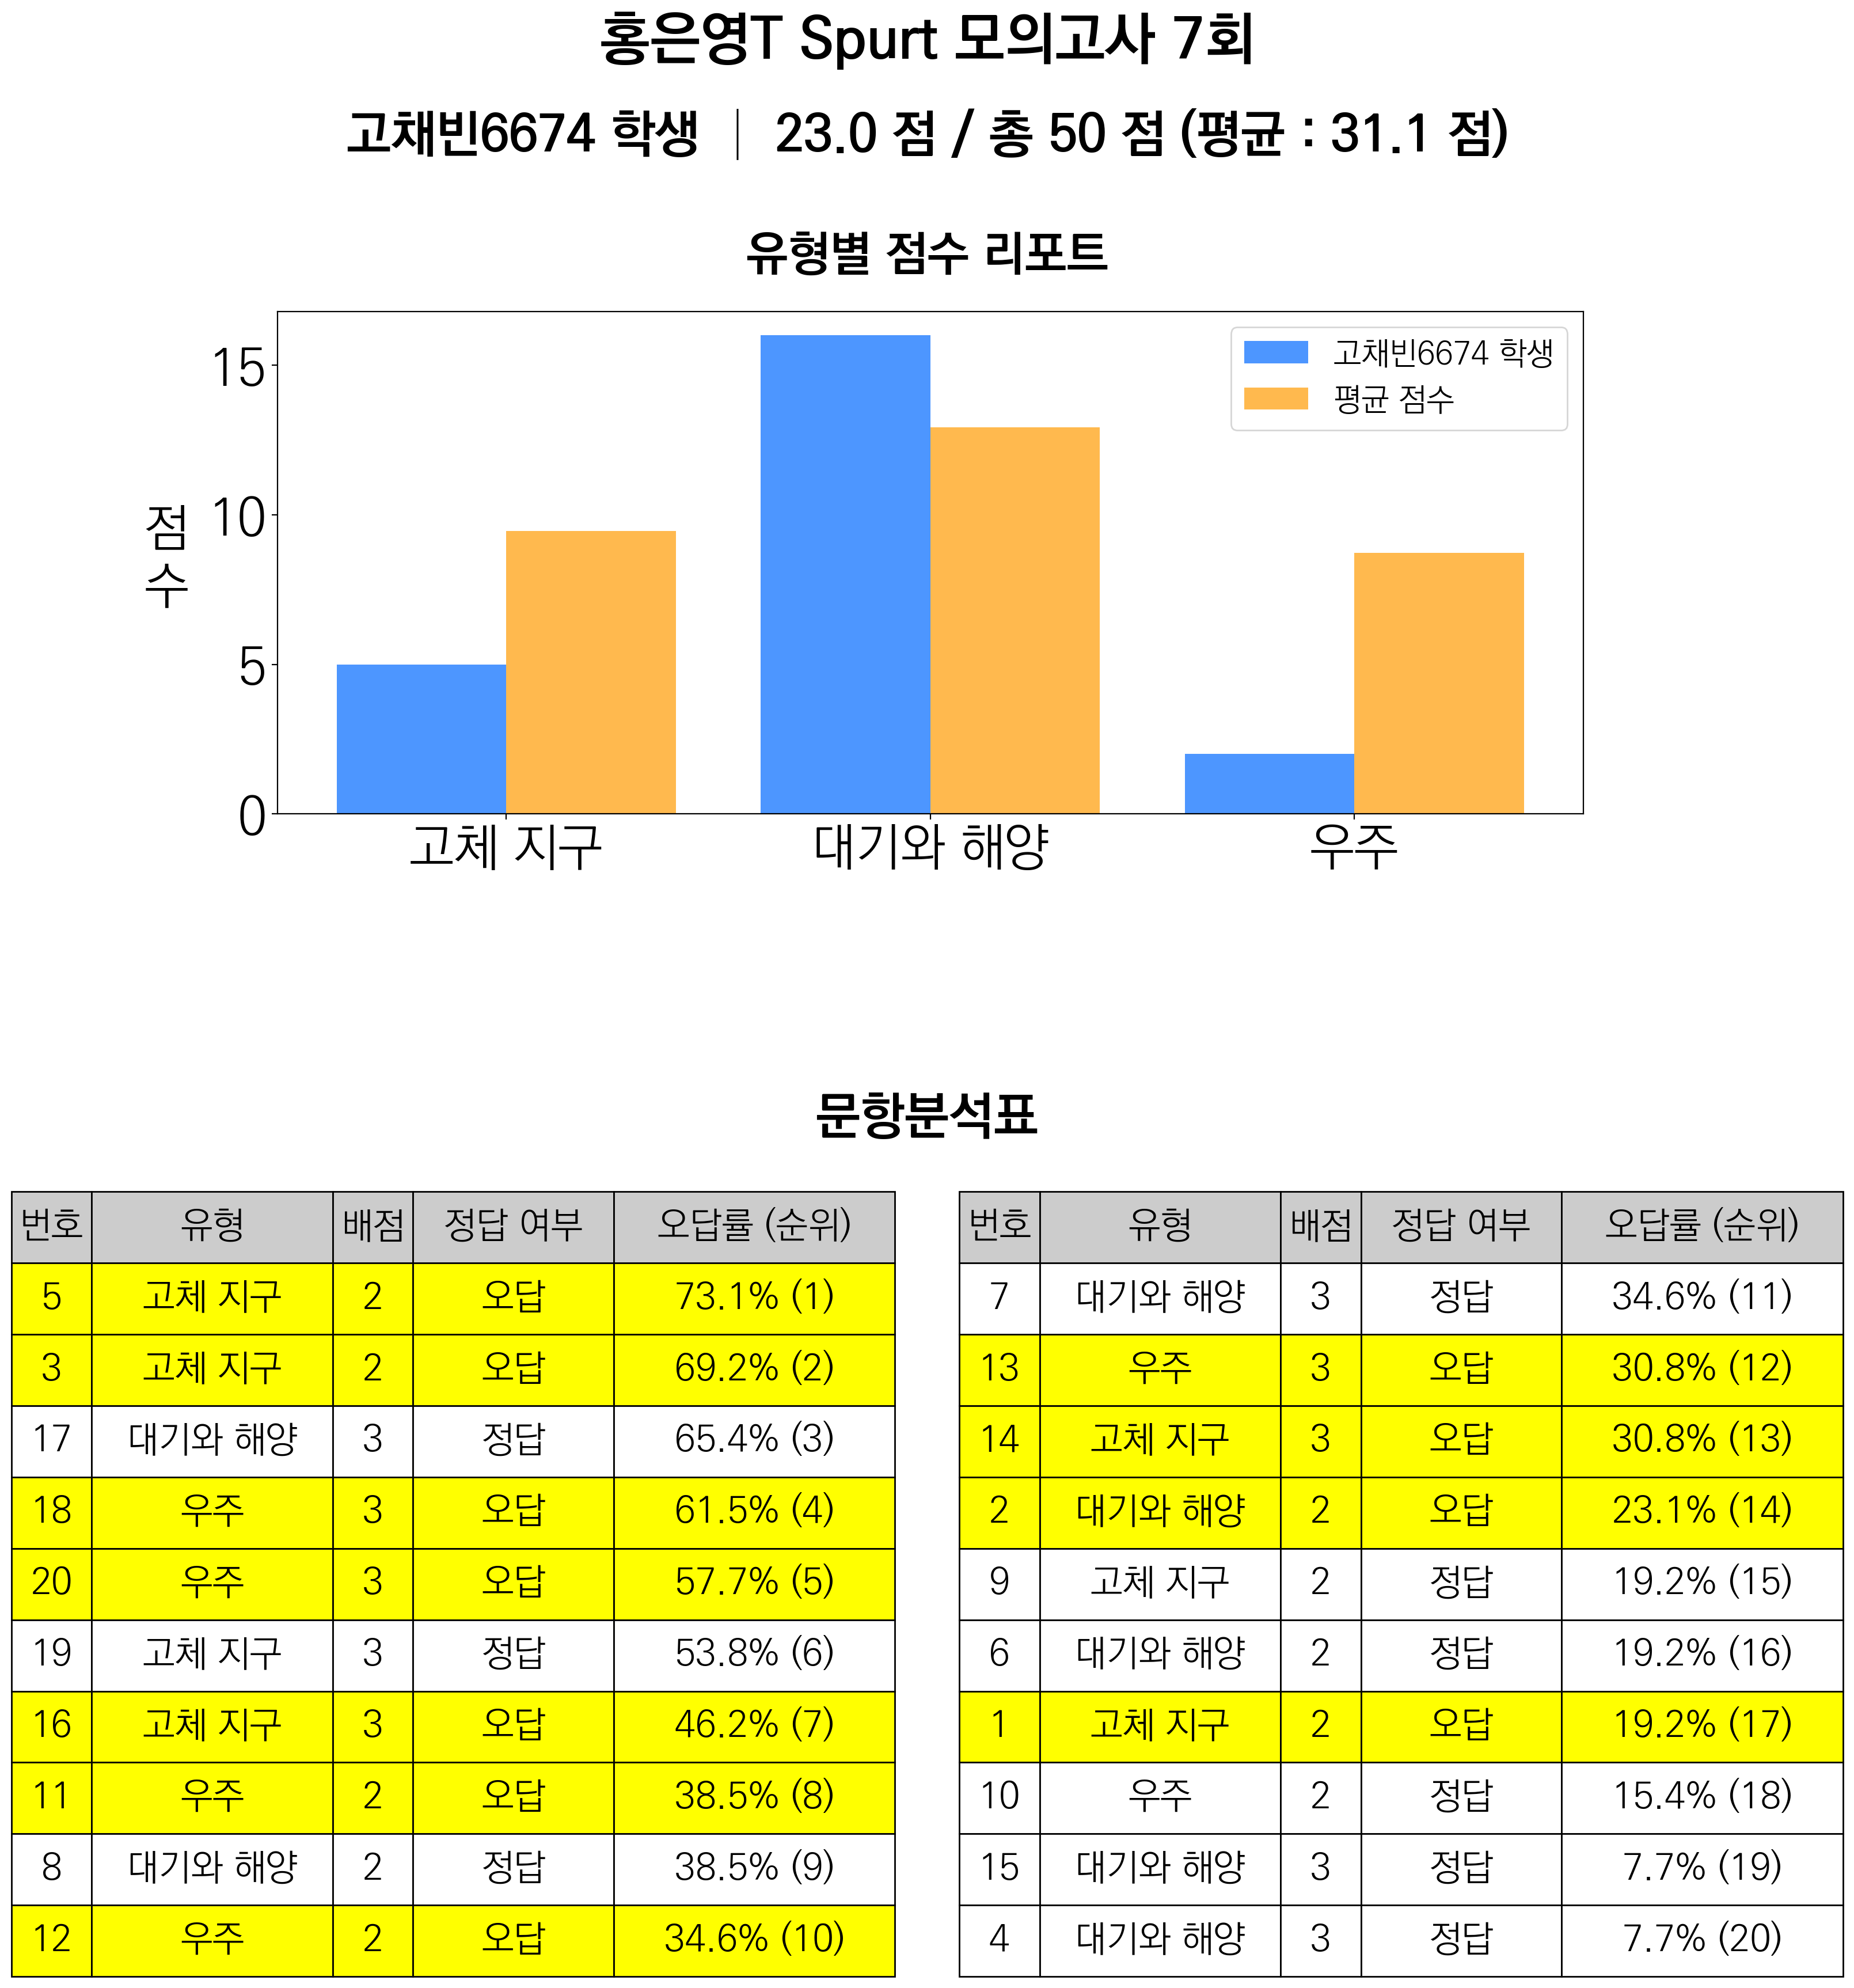 홍은영T Spurt 모의고사 7회
고채빈6674 학생 | 23.0 점 / 총 50 점 (평균 : 31.1 점)
유형별 점수 리포트
고채빈6674 학생
평균 점수
점수
15
10
5
0
고체 지구 대기와 해양 우주
문항분석표
번호 유형 배점 정답 여부 오답률 (순위)
5 고체 지구 2 오답 73.1% (1)
3 고체 지구 2 오답 69.2% (2)
17 대기와 해양 3 정답 65.4% (3)
18 우주 3 오답 61.5% (4)
20 우주 3 오답 57.7% (5)
19 고체 지구 3 정답 53.8% (6)
16 고체 지구 3 오답 46.2% (7)
11 우주 2 오답 38.5% (8)
8 대기와 해양 2 정답 38.5% (9)
12 우주 2 오답 34.6% (10)
번호 유형 배점 정답 여부 오답률 (순위)
7 대기와 해양 3 정답 34.6% (11)
13 우주 3 오답 30.8% (12)
14 고체 지구 3 오답 30.8% (13)
2 대기와 해양 2 오답 23.1% (14)
9 고체 지구 2 정답 19.2% (15)
6 대기와 해양 2 정답 19.2% (16)
1 고체 지구 2 오답 19.2% (17)
10 우주 2 정답 15.4% (18)
15 대기와 해양 3 정답 7.7% (19)
4 대기와 해양 3 정답 7.7% (20)